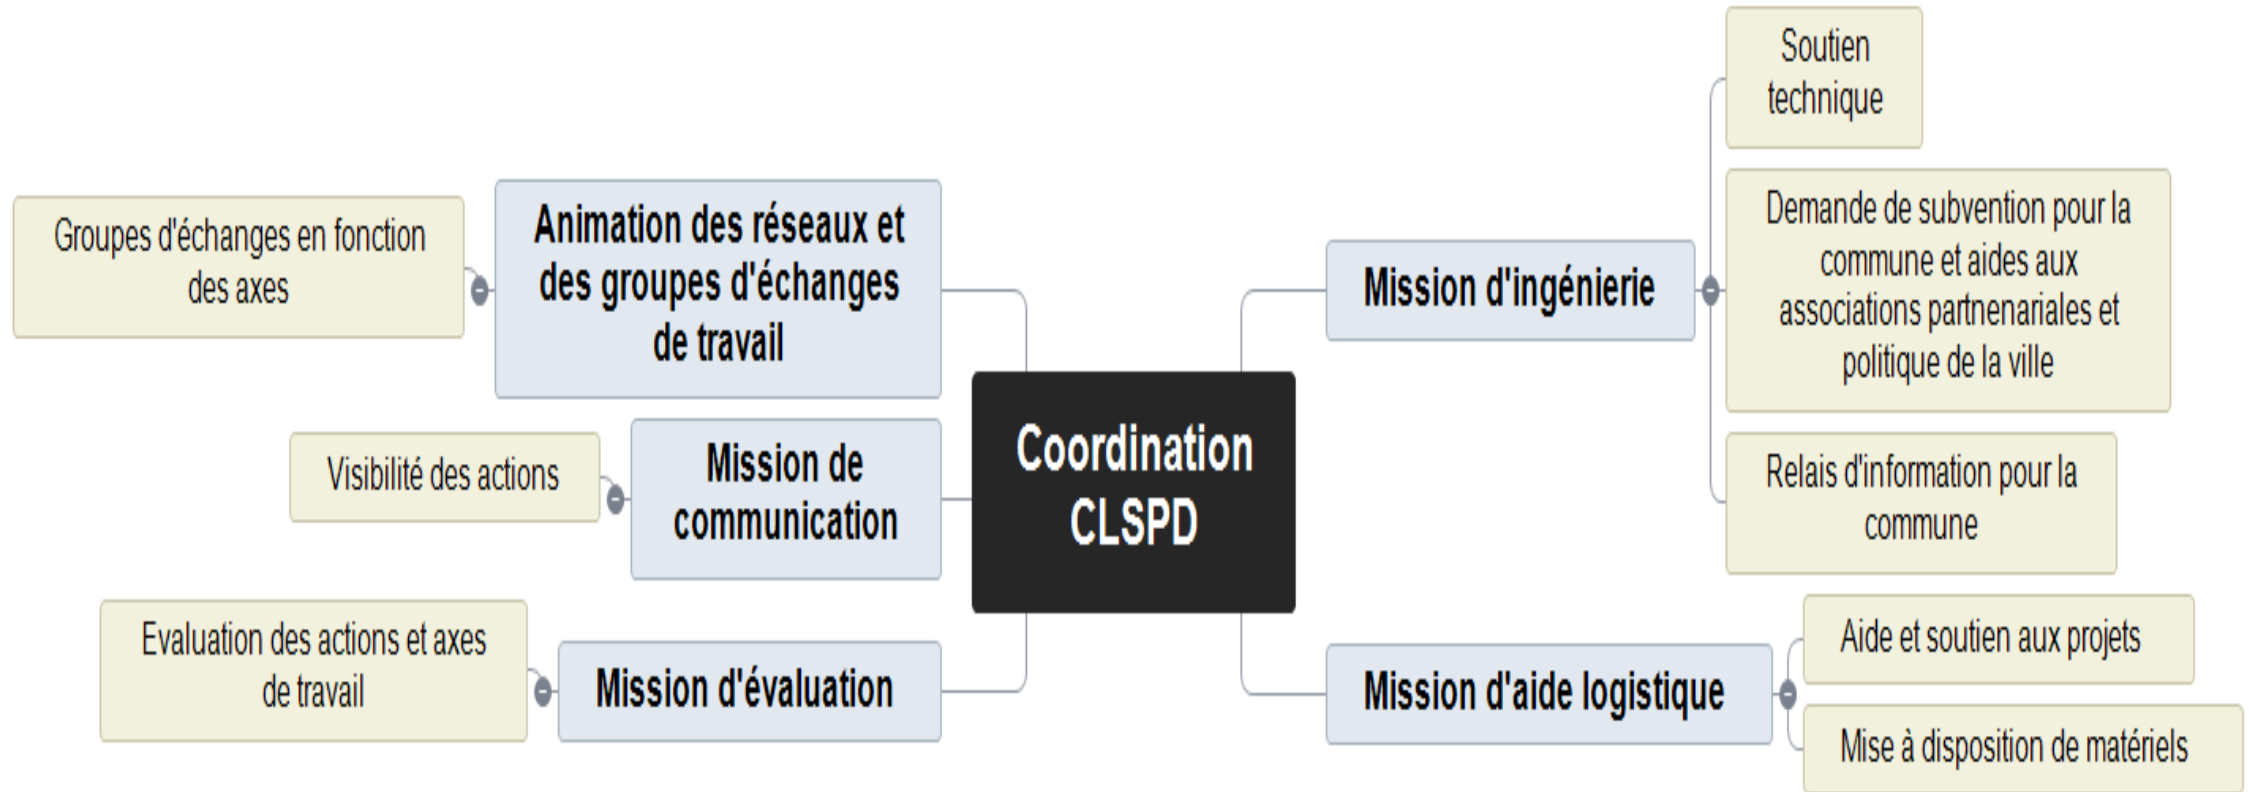 Coordination
CLSPD
Mission d'ingénierie
Soutien
technique
Demande de subvention pour la
commune et aides aux
associations partnenariales et
politique de la ville
Relais d'information pour la
commune
Mission d'aide logistique
Aide et soutien aux projets
Mise à disposition de matériels
Animation des réseaux et
des groupes d'échanges
de travail
Groupes d'échanges en fonction
des axes
Mission de
communication
Visibilité des actions
Mission d'évaluation
Evaluation des actions et axes
de travail